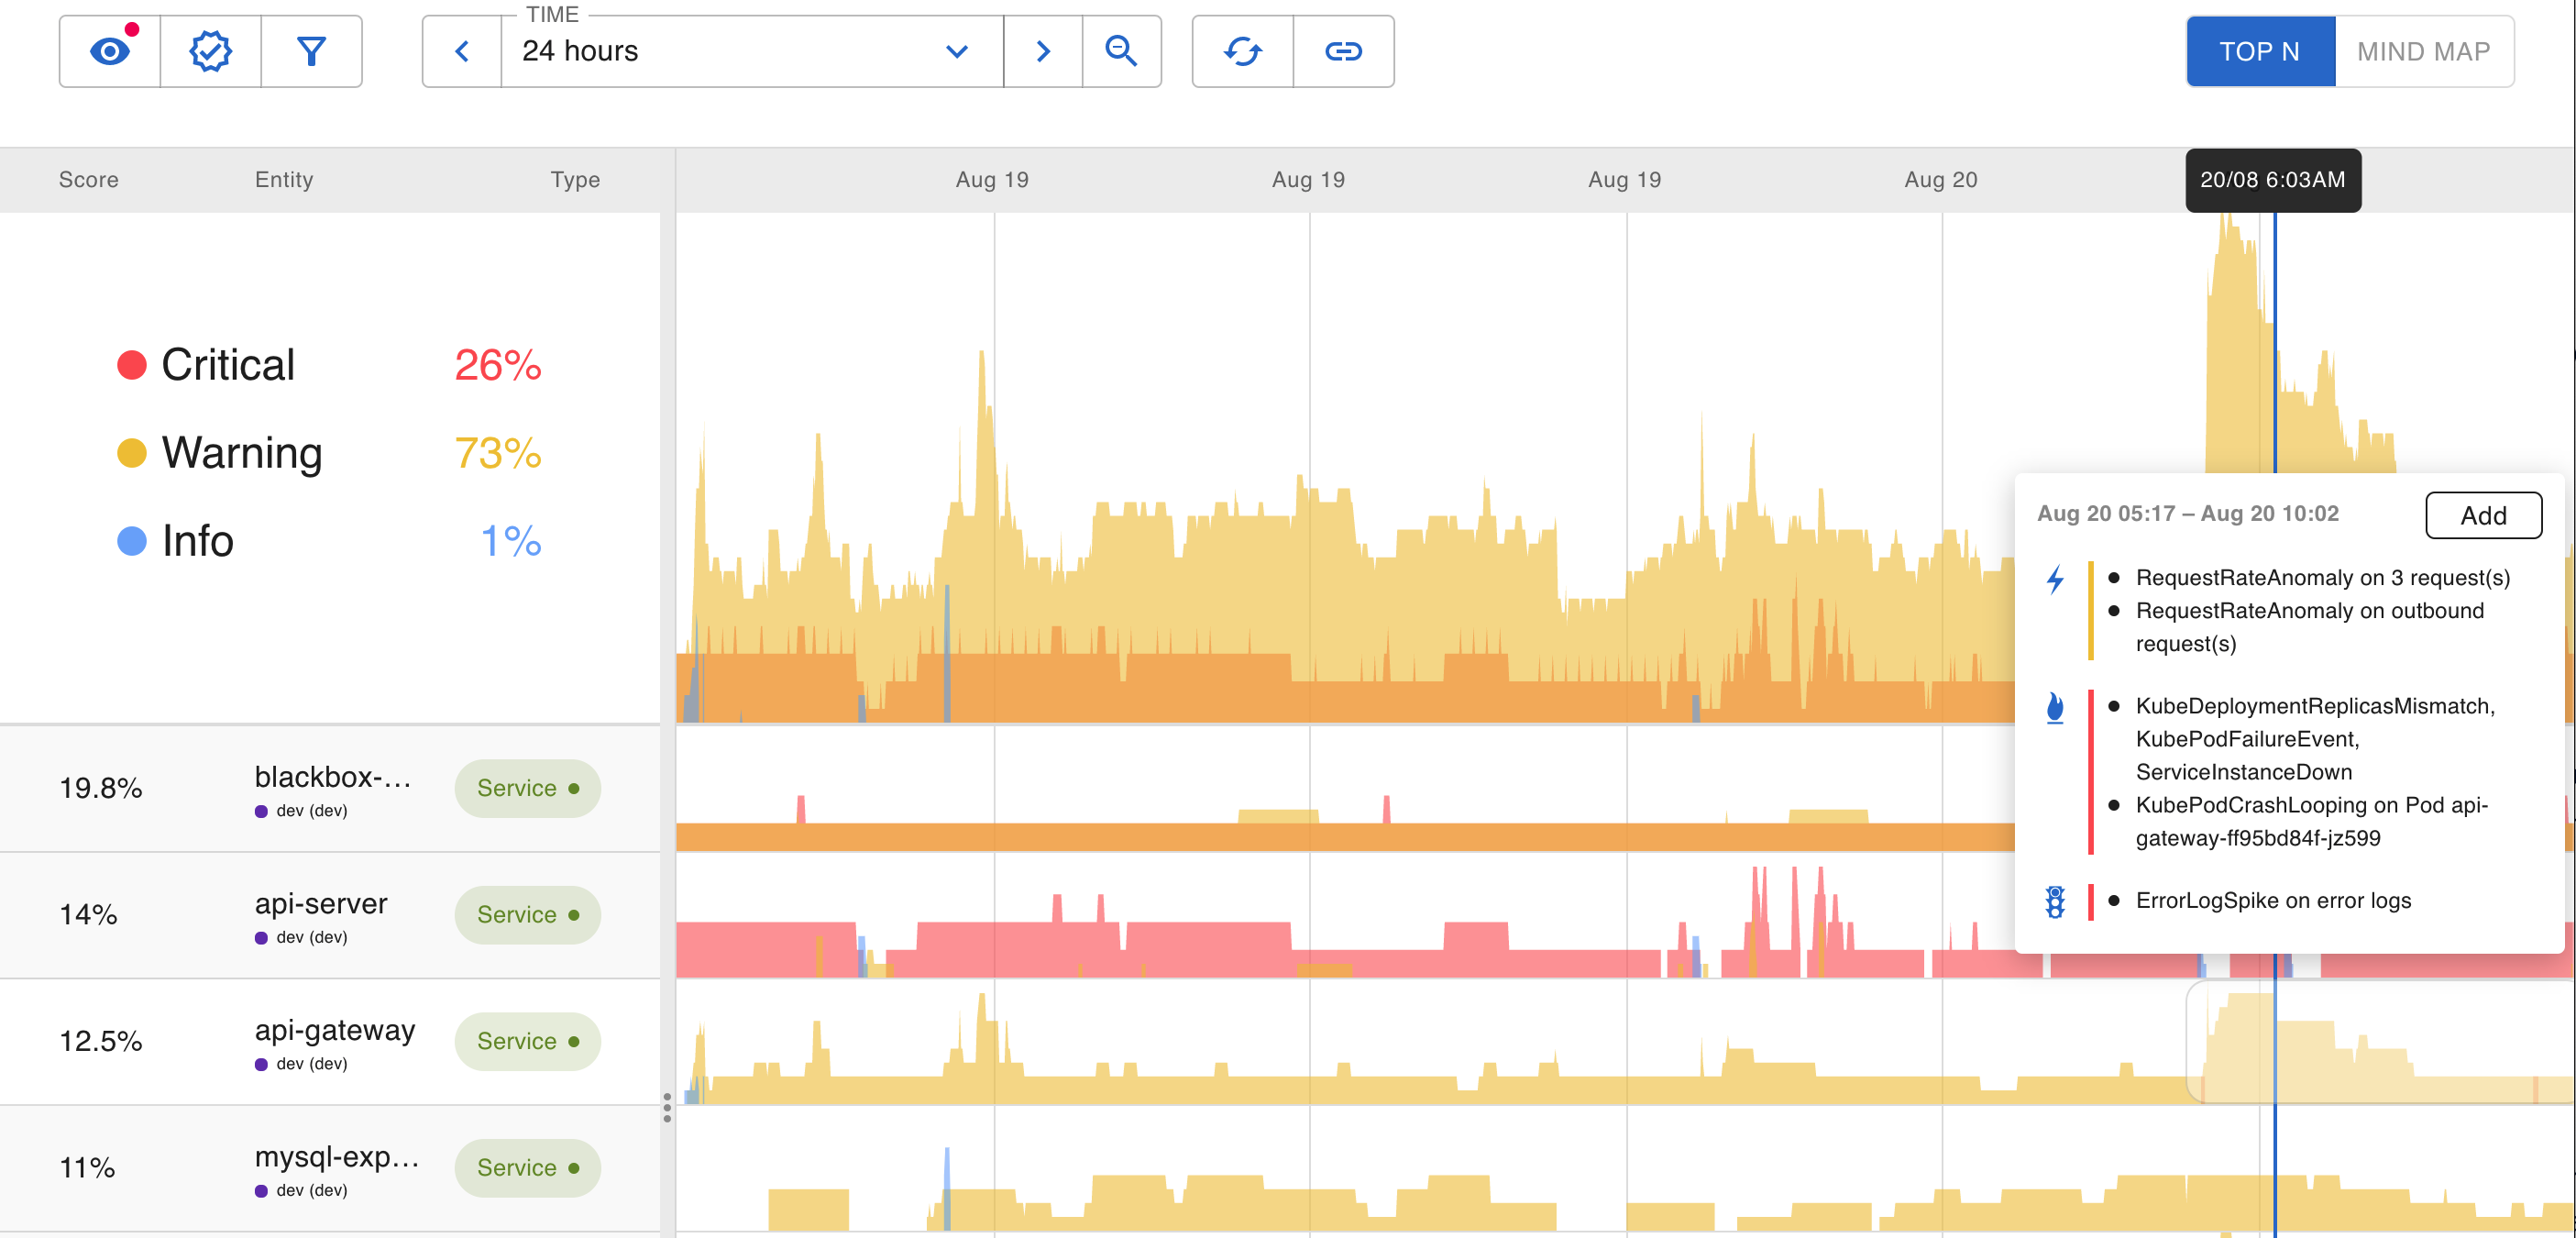 TIME
24 hours
TOP N
MIND MAP
Score
Entity
Type
Aug 19
Aug 19
Aug 19
Aug 20
20/08 6:03AM
Critical
26%
Warning
73%
Info
1%
Aug 20 05:17 – Aug 20 10:02
Add
RequestRateAnomaly on 3 request(s)
RequestRateAnomaly on outbound
request(s)
KubeDeploymentReplicasMismatch,
KubePodFailureEvent,
ServiceInstanceDown
KubePodCrashLooping on Pod api-
gateway-ff95bd84f-jz599
ErrorLogSpike on error logs
19.8%
blackbox-...
dev (dev)
Service
14%
api-server
dev (dev)
Service
12.5%
api-gateway
dev (dev)
Service
11%
mysql-exp...
dev (dev)
Service